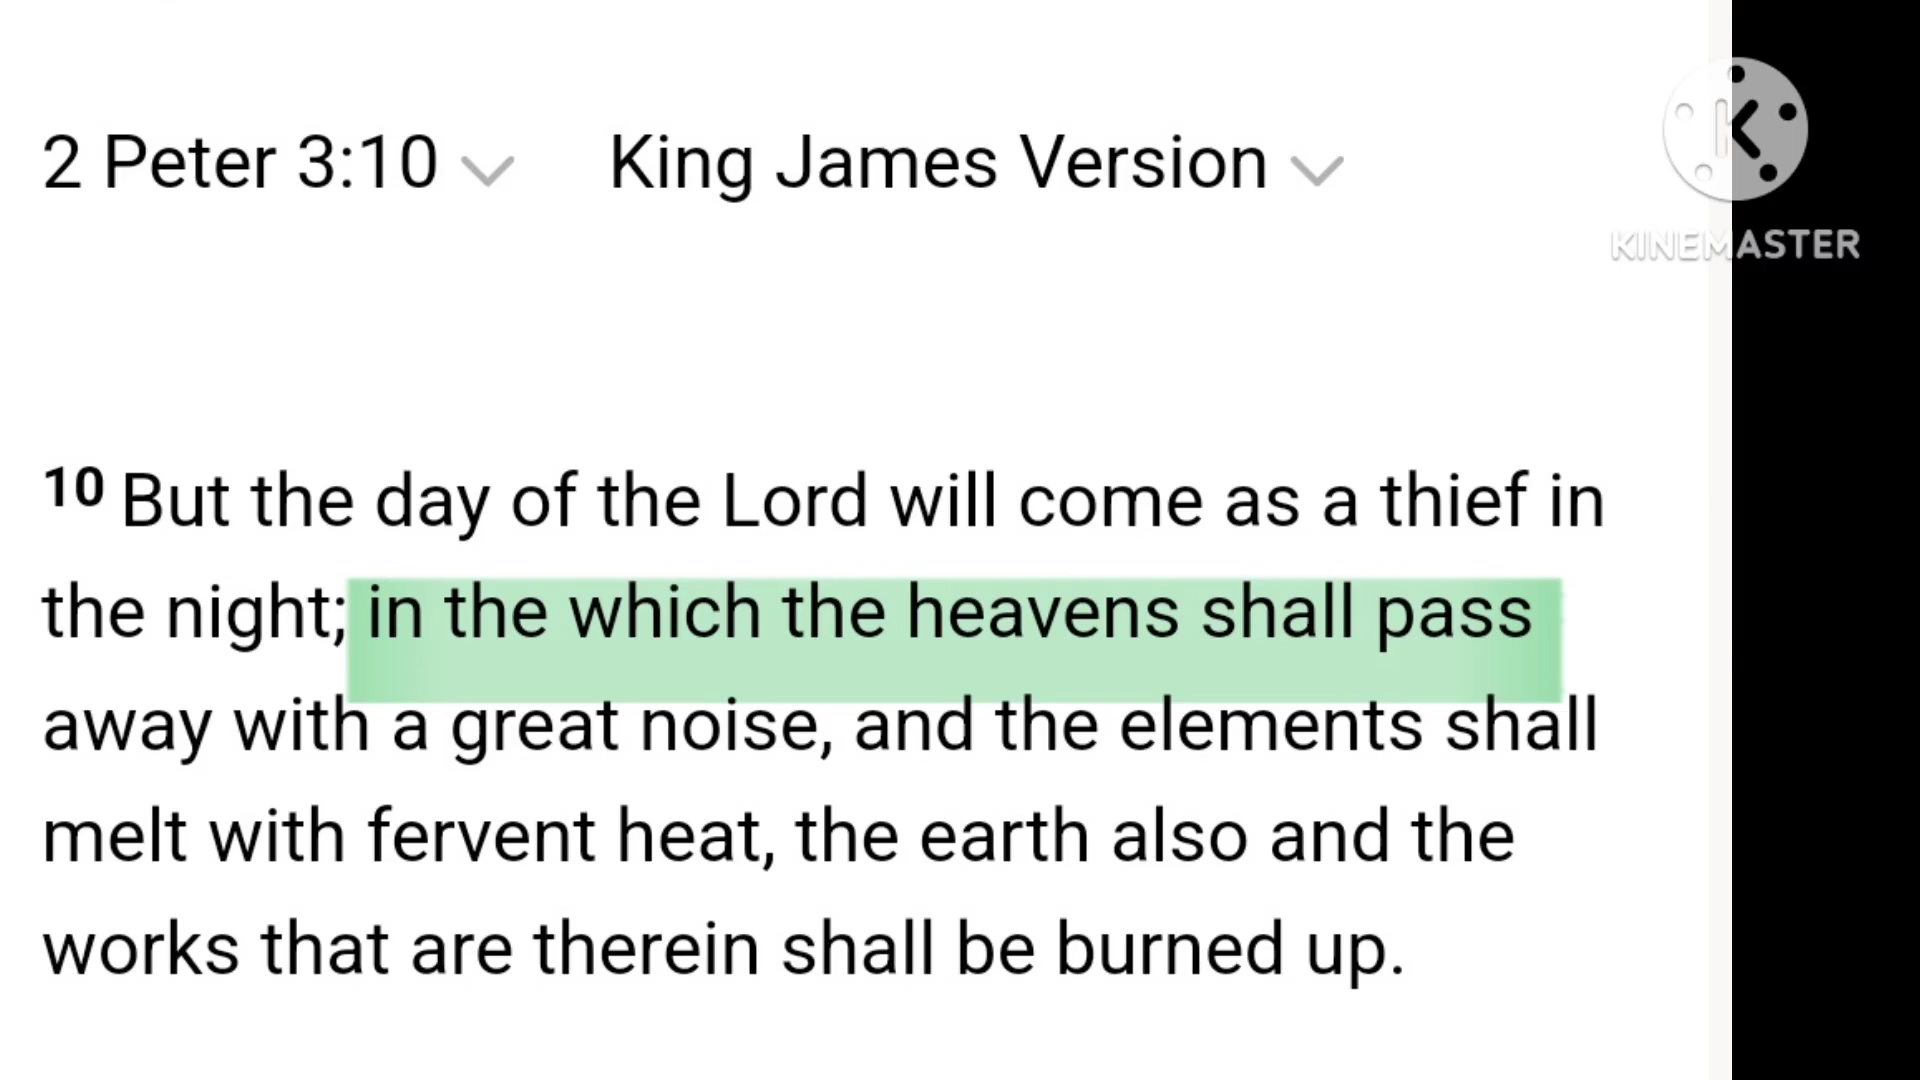 2 Peter 3:10 King James Version
KINEMASTER
10 But the day of the Lord will come as a thief in
the night; in the which the heavens shall pass
away with a great noise, and the elements shall
melt with fervent heat, the earth also and the
works that are therein shall be burned up.